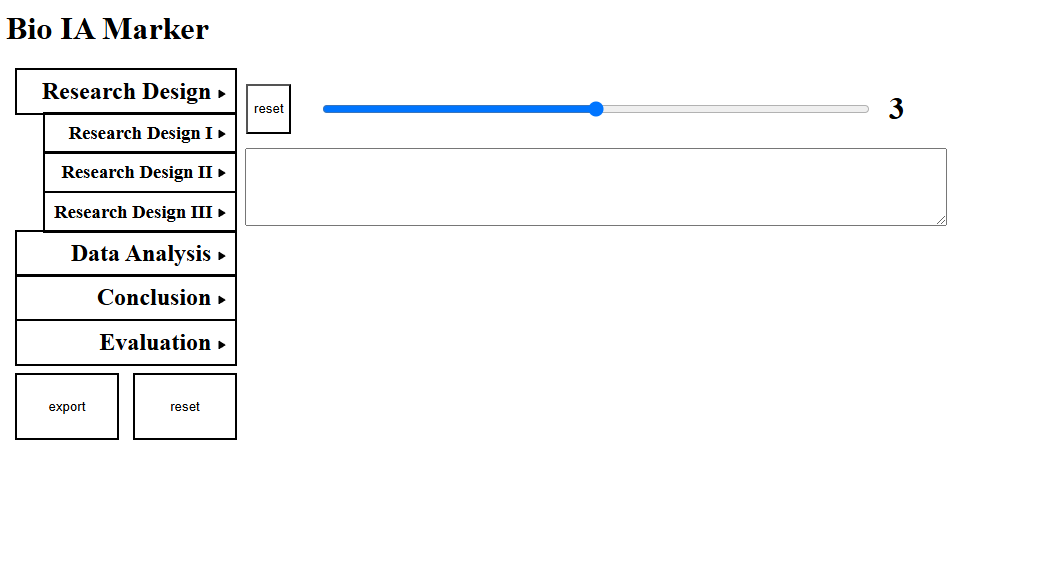 Bio IA Marker
Research Design ▸
reset
3
Research Design I ▸
Research Design II ▸
Research Design III ▸
Data Analysis ▸
Conclusion ▸
Evaluation ▸
export
reset